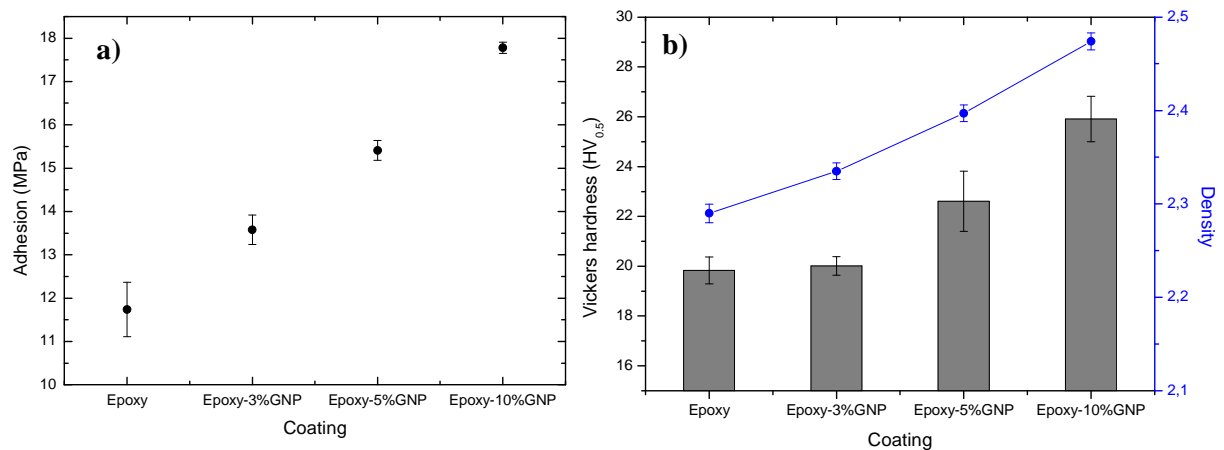 a)
Adhesion (MPa)
18
17
16
15
14
13
12
11
10
Epoxy Epoxy-3%GNP Epoxy-5%GNP Epoxy-10%GNP
Coating
b)
Vickers hardness (HV0.5)
30
28
26
24
22
20
18
16
2,5
2,4
2,3
2,2
2,1
Density
Epoxy Epoxy-3%GNP Epoxy-5%GNP Epoxy-10%GNP
Coating